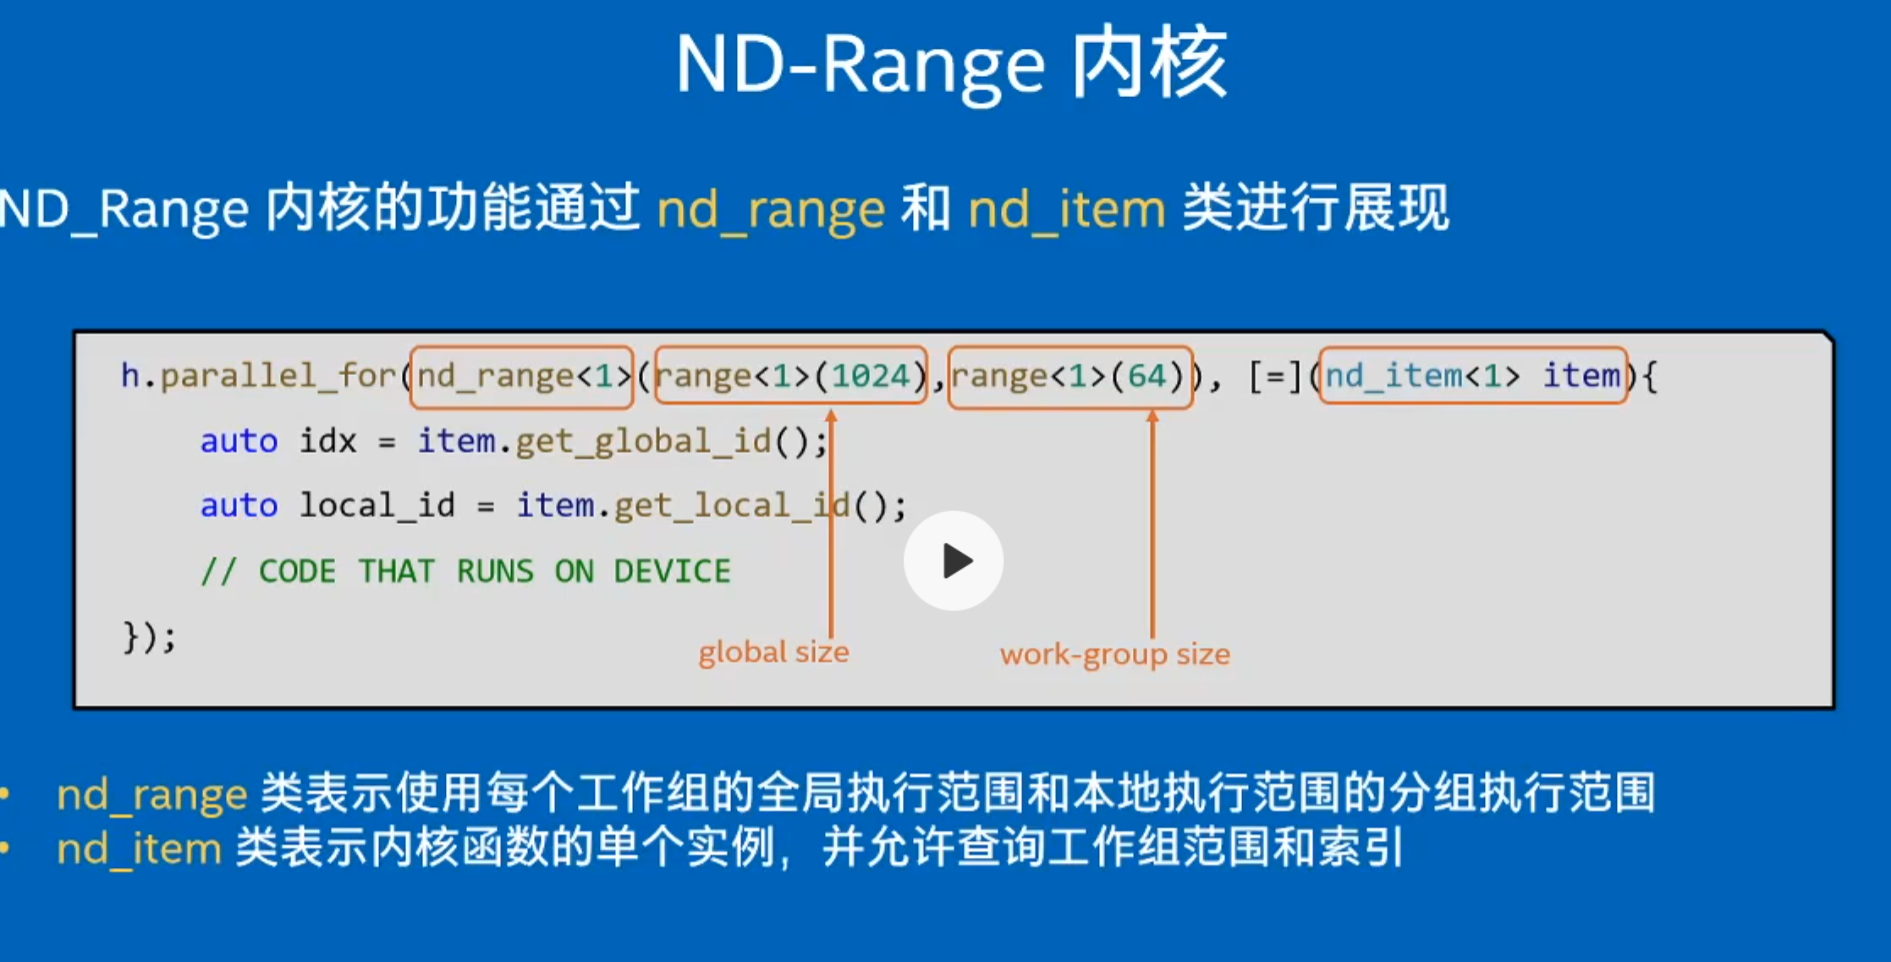 ND-Range 内核
ND_Range 内核的功能通过 nd_range 和 nd_item 类进行展现
h.parallel_for(nd_range<1>(range<1>(1024),range<1>(64)), [=](nd_item<1> item){
auto idx = item.get_global_id();
auto local_id = item.get_local_id();
// CODE THAT RUNS ON DEVICE
});
global size
work-group size
• nd_range 类表示使用每个工作组的全局执行范围和本地执行范围的分组执行范围
• nd_item 类表示内核函数的单个实例，并允许查询工作组范围和索引